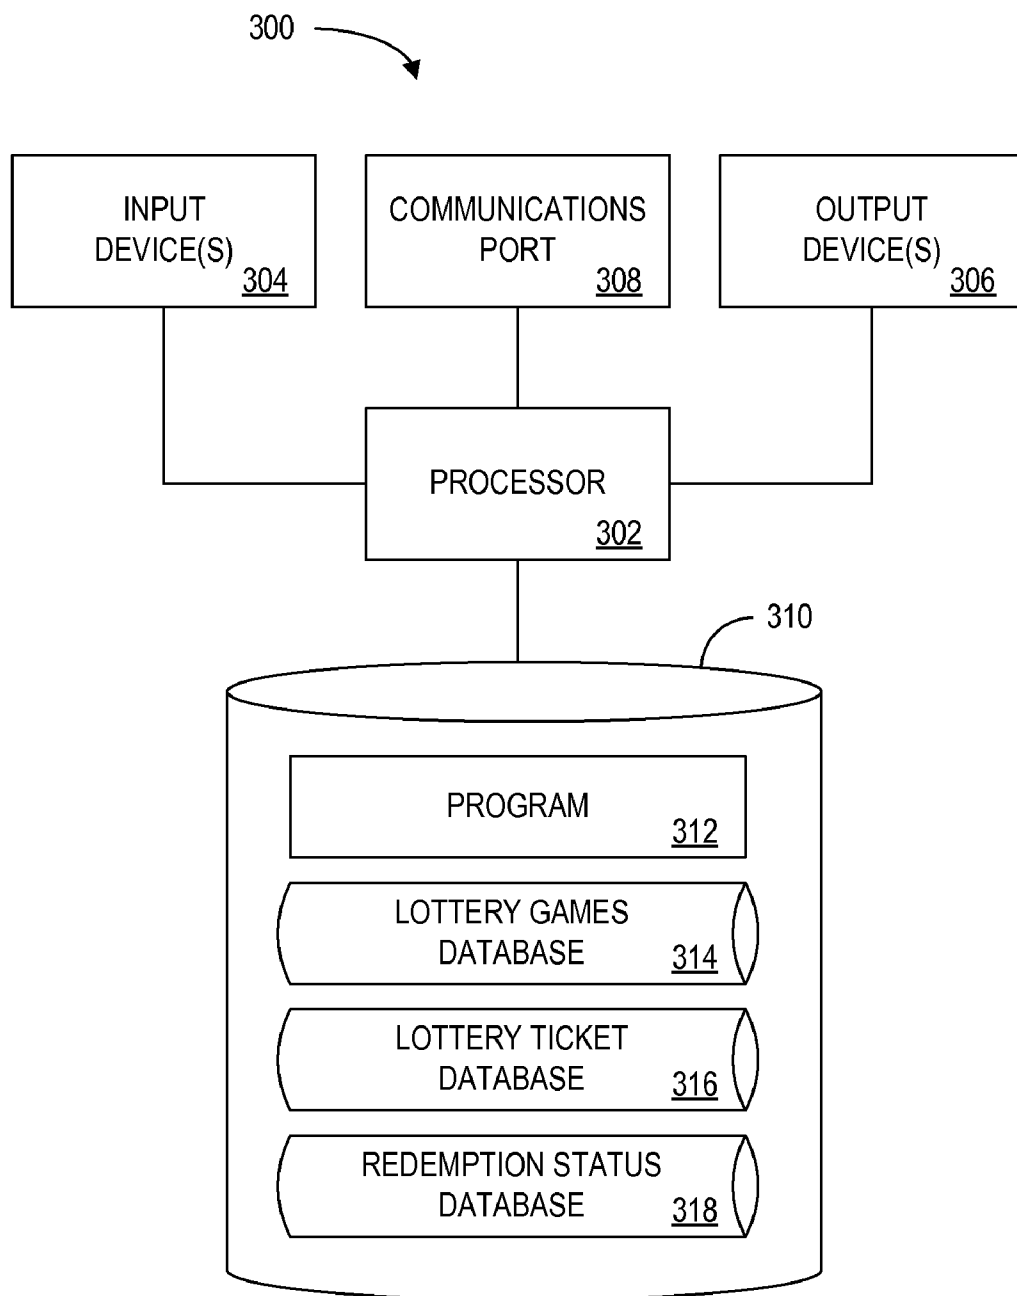 300
INPUT
DEVICE(S)
304
COMMUNICATIONS
PORT
308
OUTPUT
DEVICE(S)
306
PROCESSOR
302
310
PROGRAM
312
LOTTERY GAMES
DATABASE
314
LOTTERY TICKET
DATABASE
316
REDEMPTION STATUS
DATABASE
318